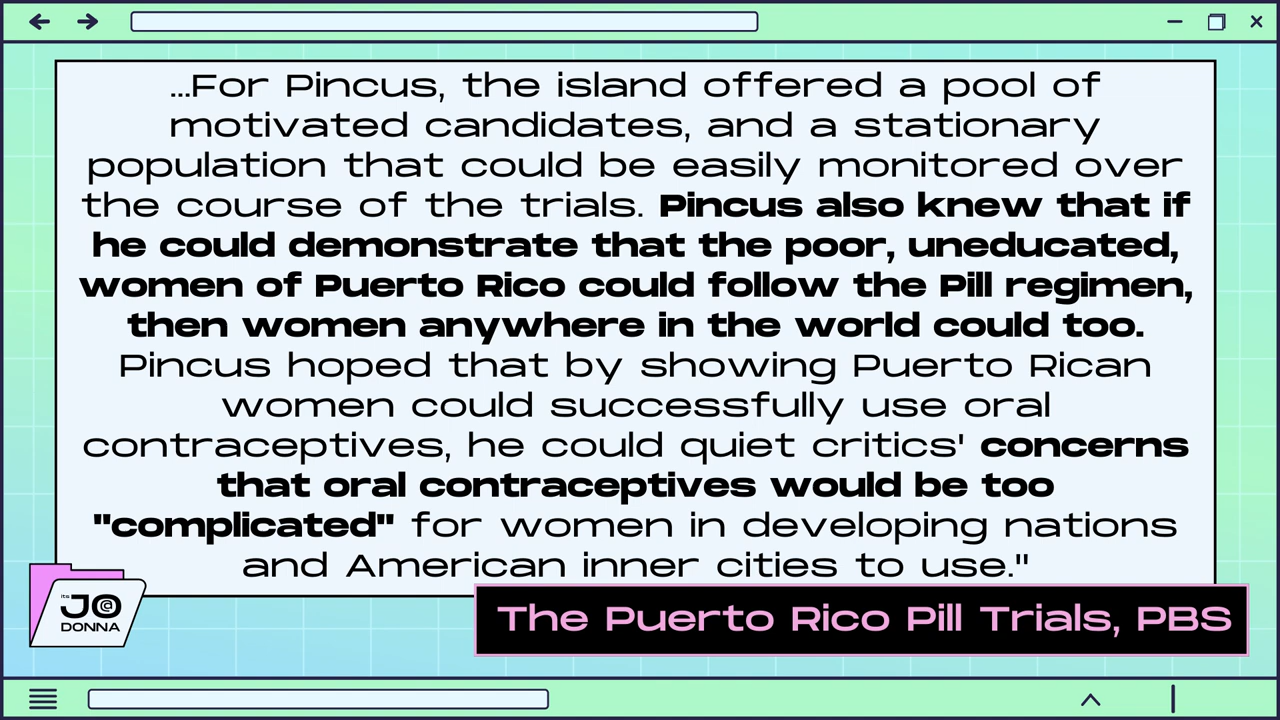 ...For Pincus, the island offered a pool of
motivated candidates, and a stationary
population that could be easily monitored over
the course of the trials. Pincus also knew that if
he could demonstrate that the poor, uneducated,
women of Puerto Rico could follow the Pill regimen,
then women anywhere in the world could too.
Pincus hoped that by showing Puerto Rican
women could successfully use oral
contraceptives, he could quiet critics' concerns
that oral contraceptives would be too
"complicated" for women in developing nations
and American inner cities to use."
The Puerto Rico Pill Trials, PBS
its JO
DONNA